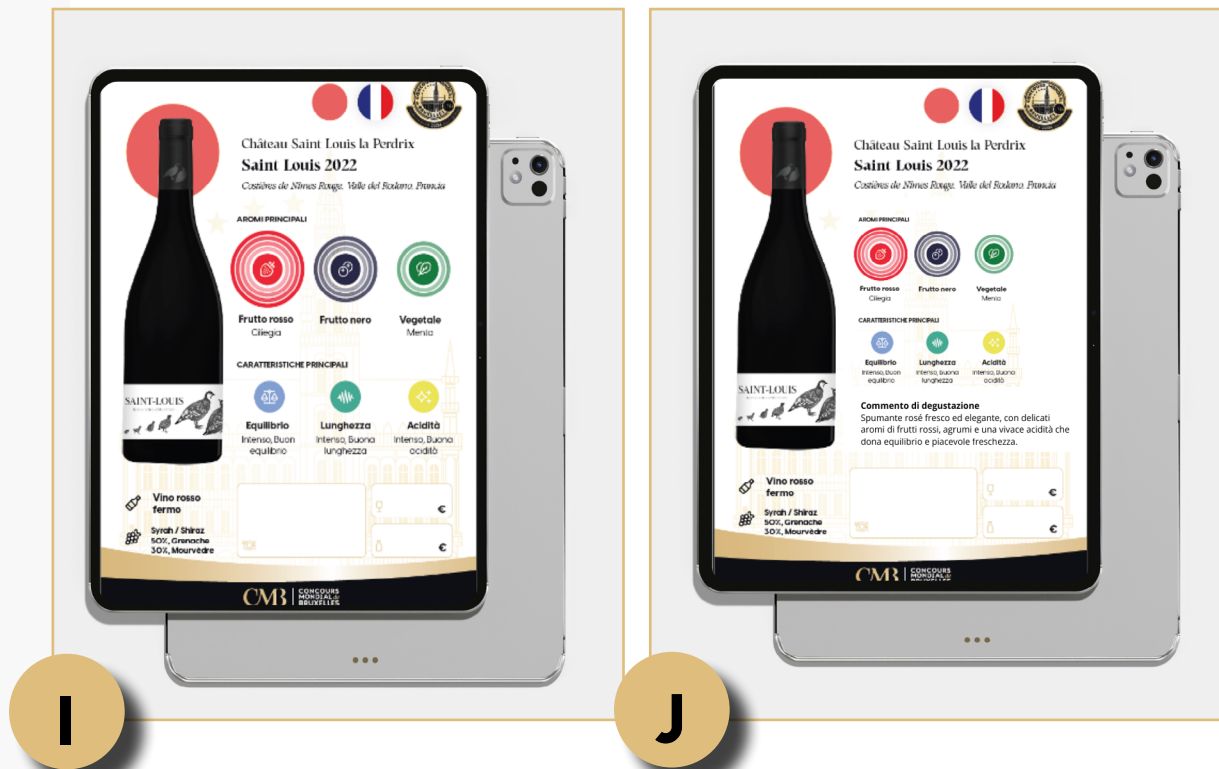 Château Saint Louis la Perdrix
Saint Louis 2022
Costières de Nîmes Rouge. Valle del Rodano. Francia
AROMI PRINCIPALI
Frutto rosso
Ciliegia
Frutto nero
Vegetale
Menta
CARATTERISTICHE PRINCIPALI
Equilibrio
Intenso, Buon
equilibrio
Lunghezza
Intenso, Buona
lunghezza
Acidità
Intenso, Buona
acidità
SAINT-LOUIS
Vino rosso
fermo
Syrah / Shiraz
50%, Grenache
30%, Mourvèdre
€
€
CMB CONCOURS
MONDIAL de
BRUXELLES
I
Château Saint Louis la Perdrix
Saint Louis 2022
Costières de Nîmes Rouge. Valle del Rodano. Francia
AROMI PRINCIPALI
Frutto rosso
Ciliegia
Frutto nero
Vegetale
Menta
CARATTERISTICHE PRINCIPALI
Equilibrio
Intenso, Buon
equilibrio
Lunghezza
Intenso, Buona
lunghezza
Acidità
Intenso, Buona
acidità
Commento di degustazione
Spumante rosé fresco ed elegante, con delicati
aromi di frutti rossi, agrumi e una vivace acidità che
dona equilibrio e piacevole freschezza.
SAINT-LOUIS
Vino rosso
fermo
Syrah / Shiraz
50%, Grenache
30%, Mourvèdre
€
€
CMB CONCOURS
MONDIAL de
BRUXELLES
J